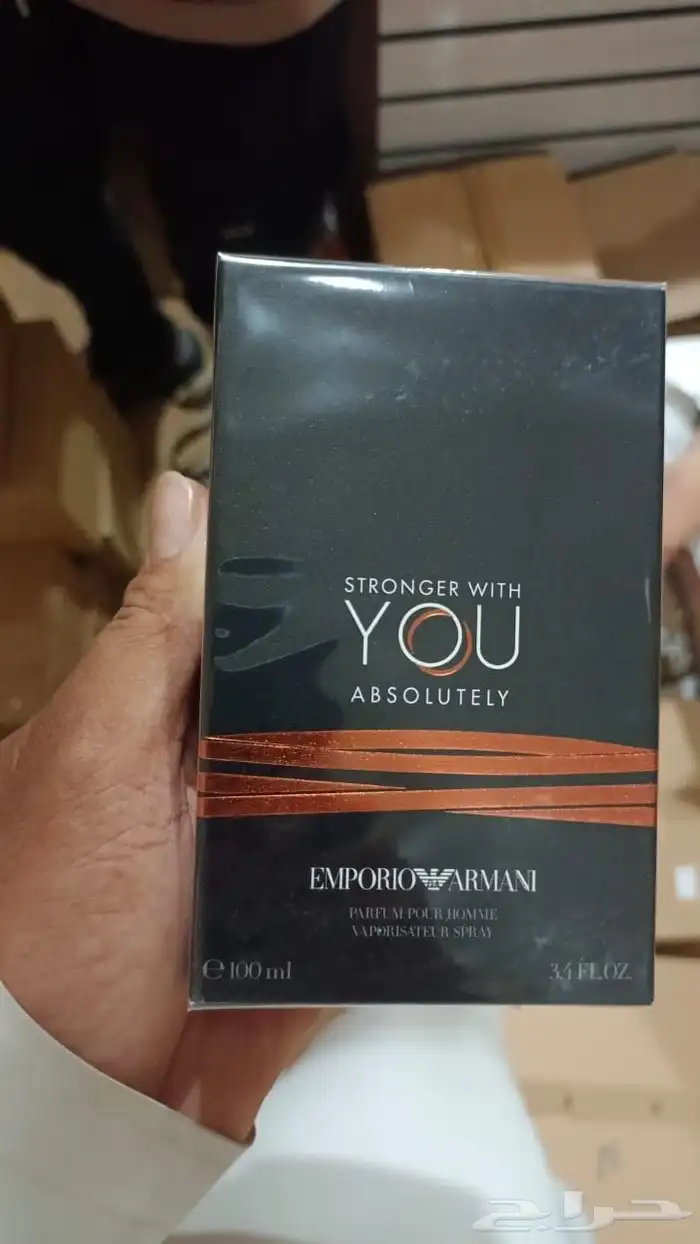 STRONGER WITH
YOU
ABSOLUTELY
EMPORIO ARMANI
PARFUM POUR HOMME
VAPORISATEUR SPRAY
℮ 100 ml 3.4 FL.OZ.
حراج